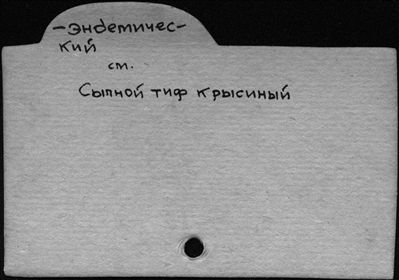 -эндемичес-
кий
см.
Сыпной тиф крысиный